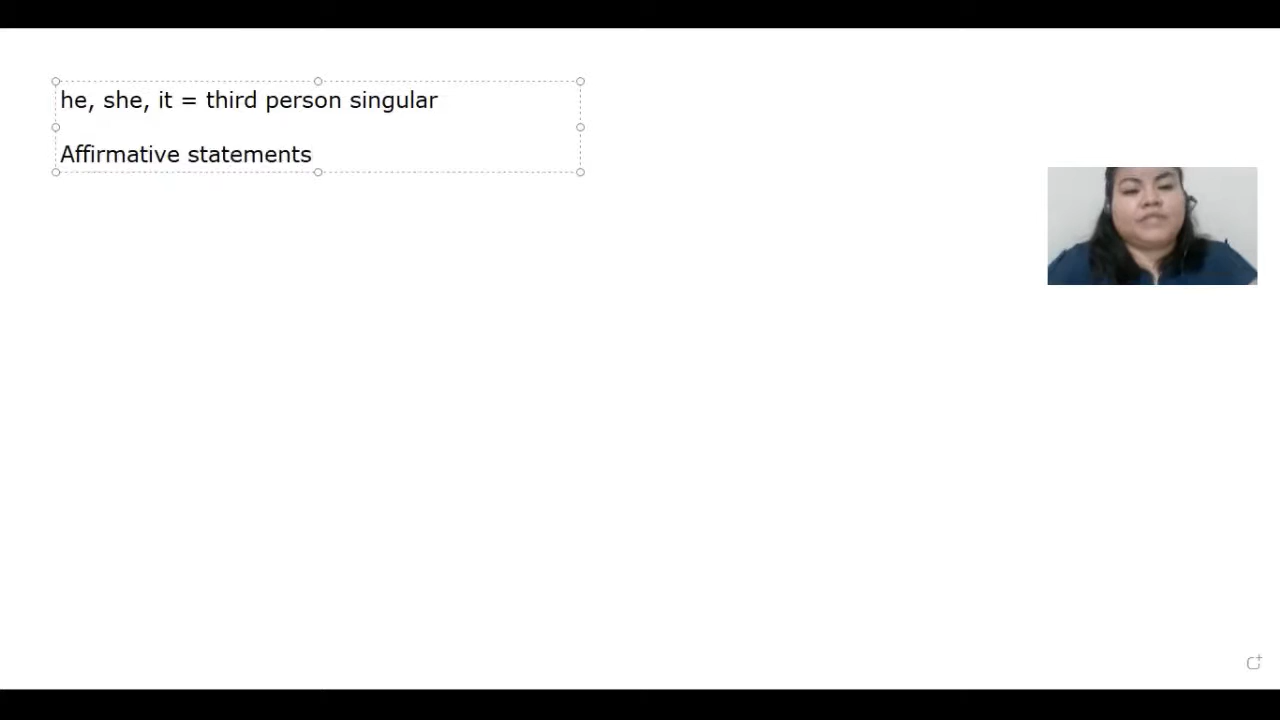 he, she, it = third person singular
Affirmative statements